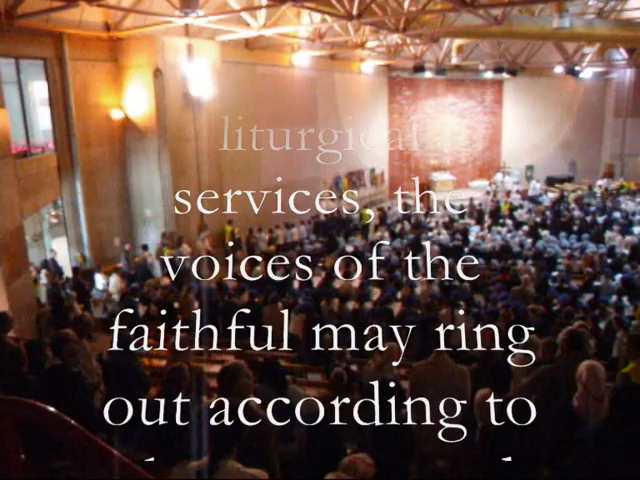 liturgical
services, the
voices of the
faithful may ring
out according to